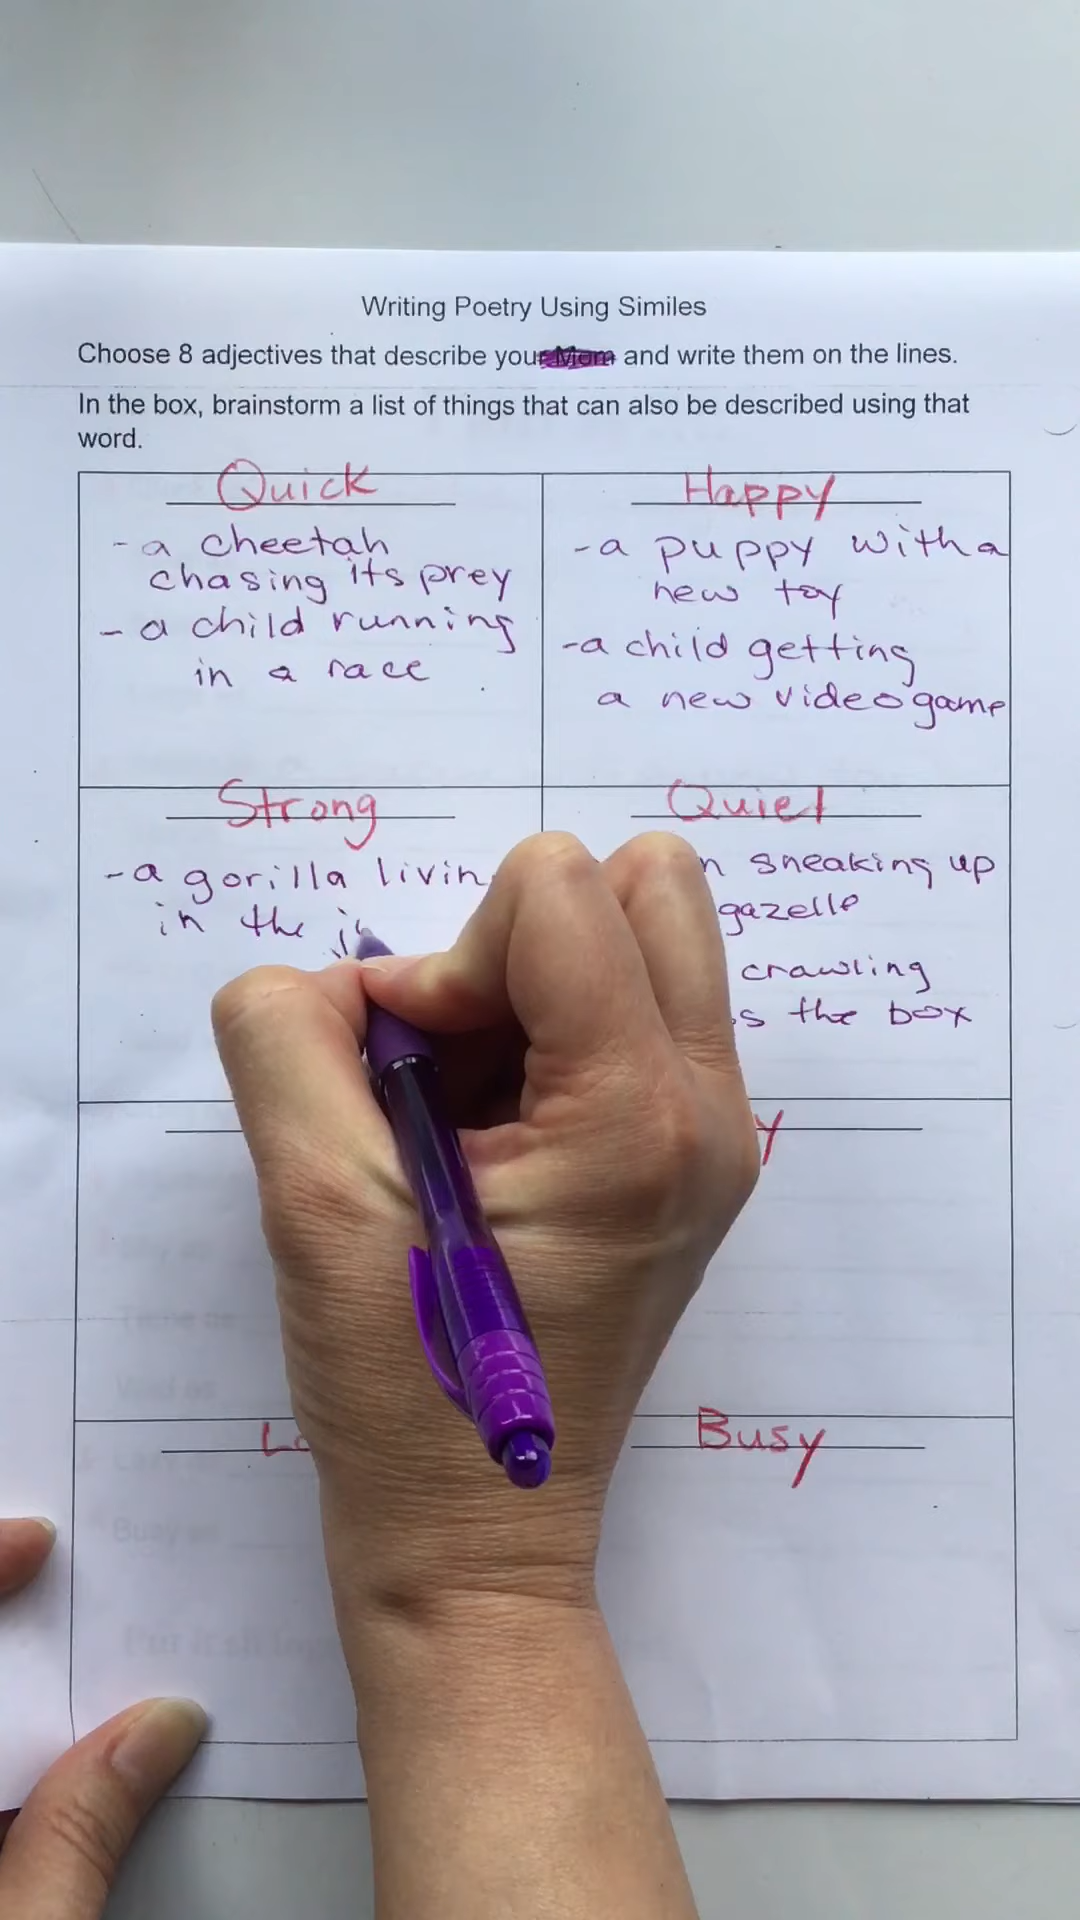 Writing Poetry Using Similes
Choose 8 adjectives that describe your Mom and write them on the lines.
In the box, brainstorm a list of things that can also be described using that
word.
Quick
- a cheetah
chasing its prey
- a child running
in a race
Happy
- a puppy with a
new toy
- a child getting
a new video game
Strong
- a gorilla livin
in the
Quiet
sneaking up
gazelle
crawling
the box
Busy